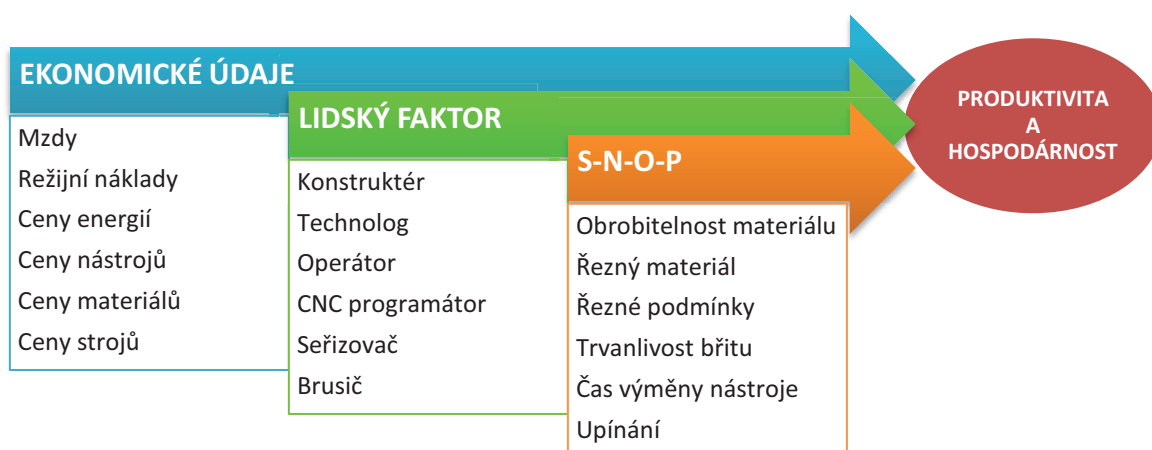 EKONOMICKÉ ÚDAJE
Mzdy
Režijní náklady
Ceny energií
Ceny nástrojů
Ceny materiálů
Ceny strojů
LIDSKÝ FAKTOR
Konstruktér
Technolog
Operátor
CNC programátor
Seřizovač
Brusič
S-N-O-P
Obrobitelnost materiálu
Řezný materiál
Řezné podmínky
Trvanlivost břitu
Čas výměny nástroje
Upínání
PRODUKTIVITA
A
HOSPODÁRNOST